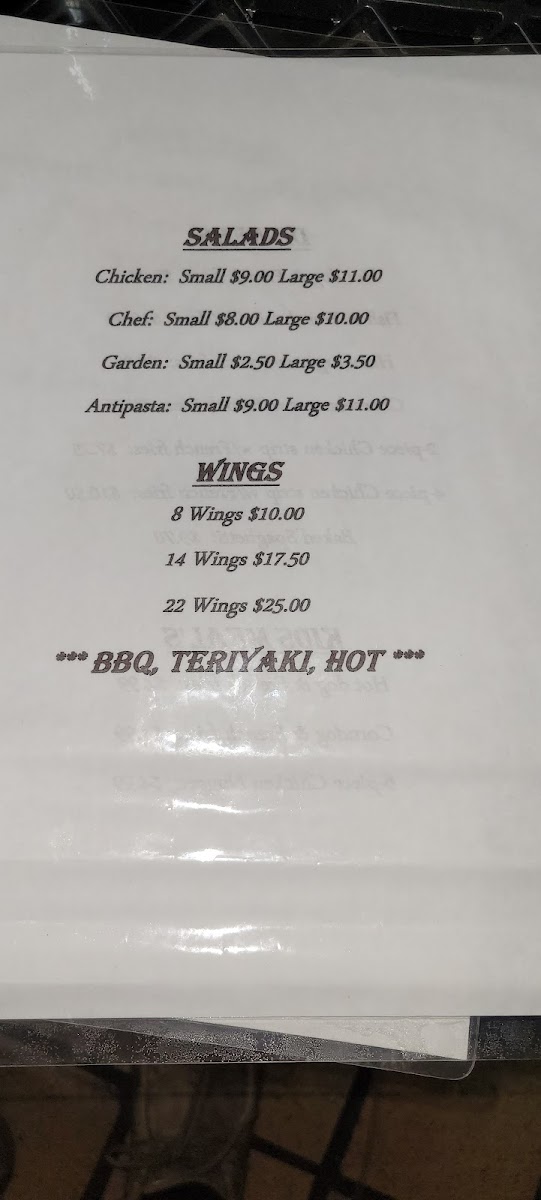 SALADS
Chicken: Small $9.00 Large $11.00
Chef: Small $8.00 Large $10.00
Garden: Small $2.50 Large $3.50
Antipasta: Small $9.00 Large $11.00
WINGS
8 Wings $10.00
14 Wings $17.50
22 Wings $25.00
*** BBQ, TERIYAKI, HOT ***